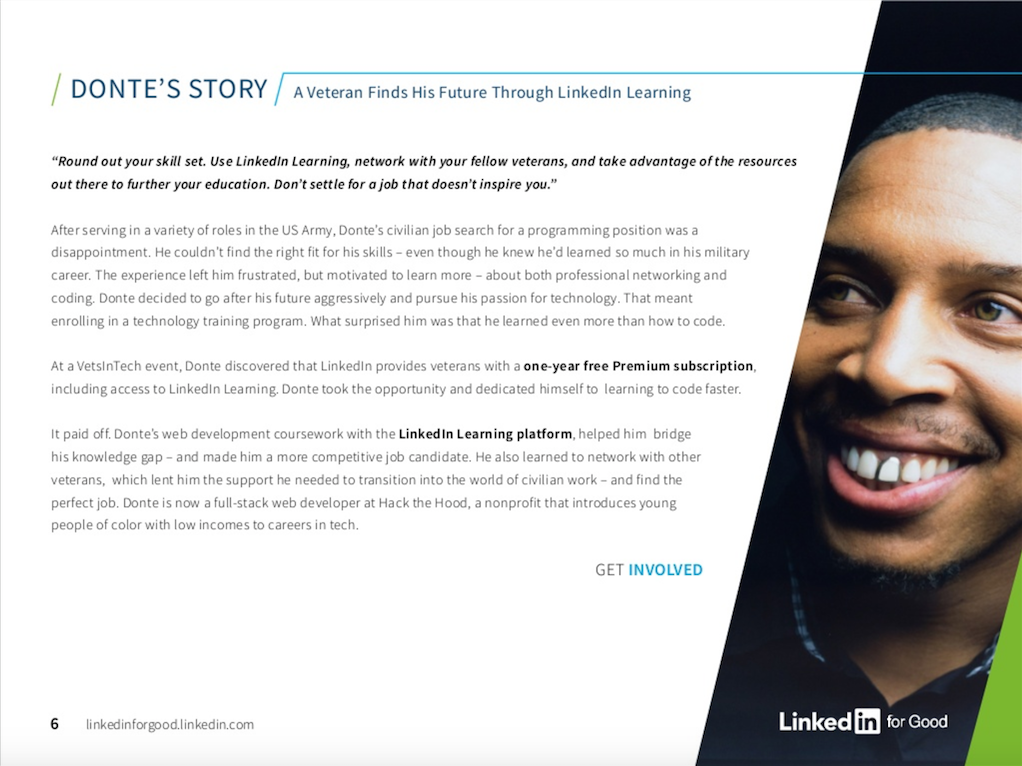 DONTE’S STORY A Veteran Finds His Future Through LinkedIn Learning
“Round out your skill set. Use LinkedIn Learning, network with your fellow veterans, and take advantage of the resources
out there to further your education. Don’t settle for a job that doesn’t inspire you.”
After serving in a variety of roles in the US Army, Donte’s civilian job search for a programming position was a
disappointment. He couldn’t find the right fit for his skills – even though he knew he’d learned so much in his military
career. The experience left him frustrated, but motivated to learn more – about both professional networking and
coding. Donte decided to go after his future aggressively and pursue his passion for technology. That meant
enrolling in a technology training program. What surprised him was that he learned even more than how to code.
At a VetsInTech event, Donte discovered that LinkedIn provides veterans with a one-year free Premium subscription,
including access to LinkedIn Learning. Donte took the opportunity and dedicated himself to learning to code faster.
It paid off. Donte’s web development coursework with the LinkedIn Learning platform, helped him bridge
his knowledge gap – and made him a more competitive job candidate. He also learned to network with other
veterans, which lent him the support he needed to transition into the world of civilian work – and find the
perfect job. Donte is now a full-stack web developer at Hack the Hood, a nonprofit that introduces young
people of color with low incomes to careers in tech.
GET INVOLVED
6 linkedinforgood.linkedin.com
LinkedIn for Good